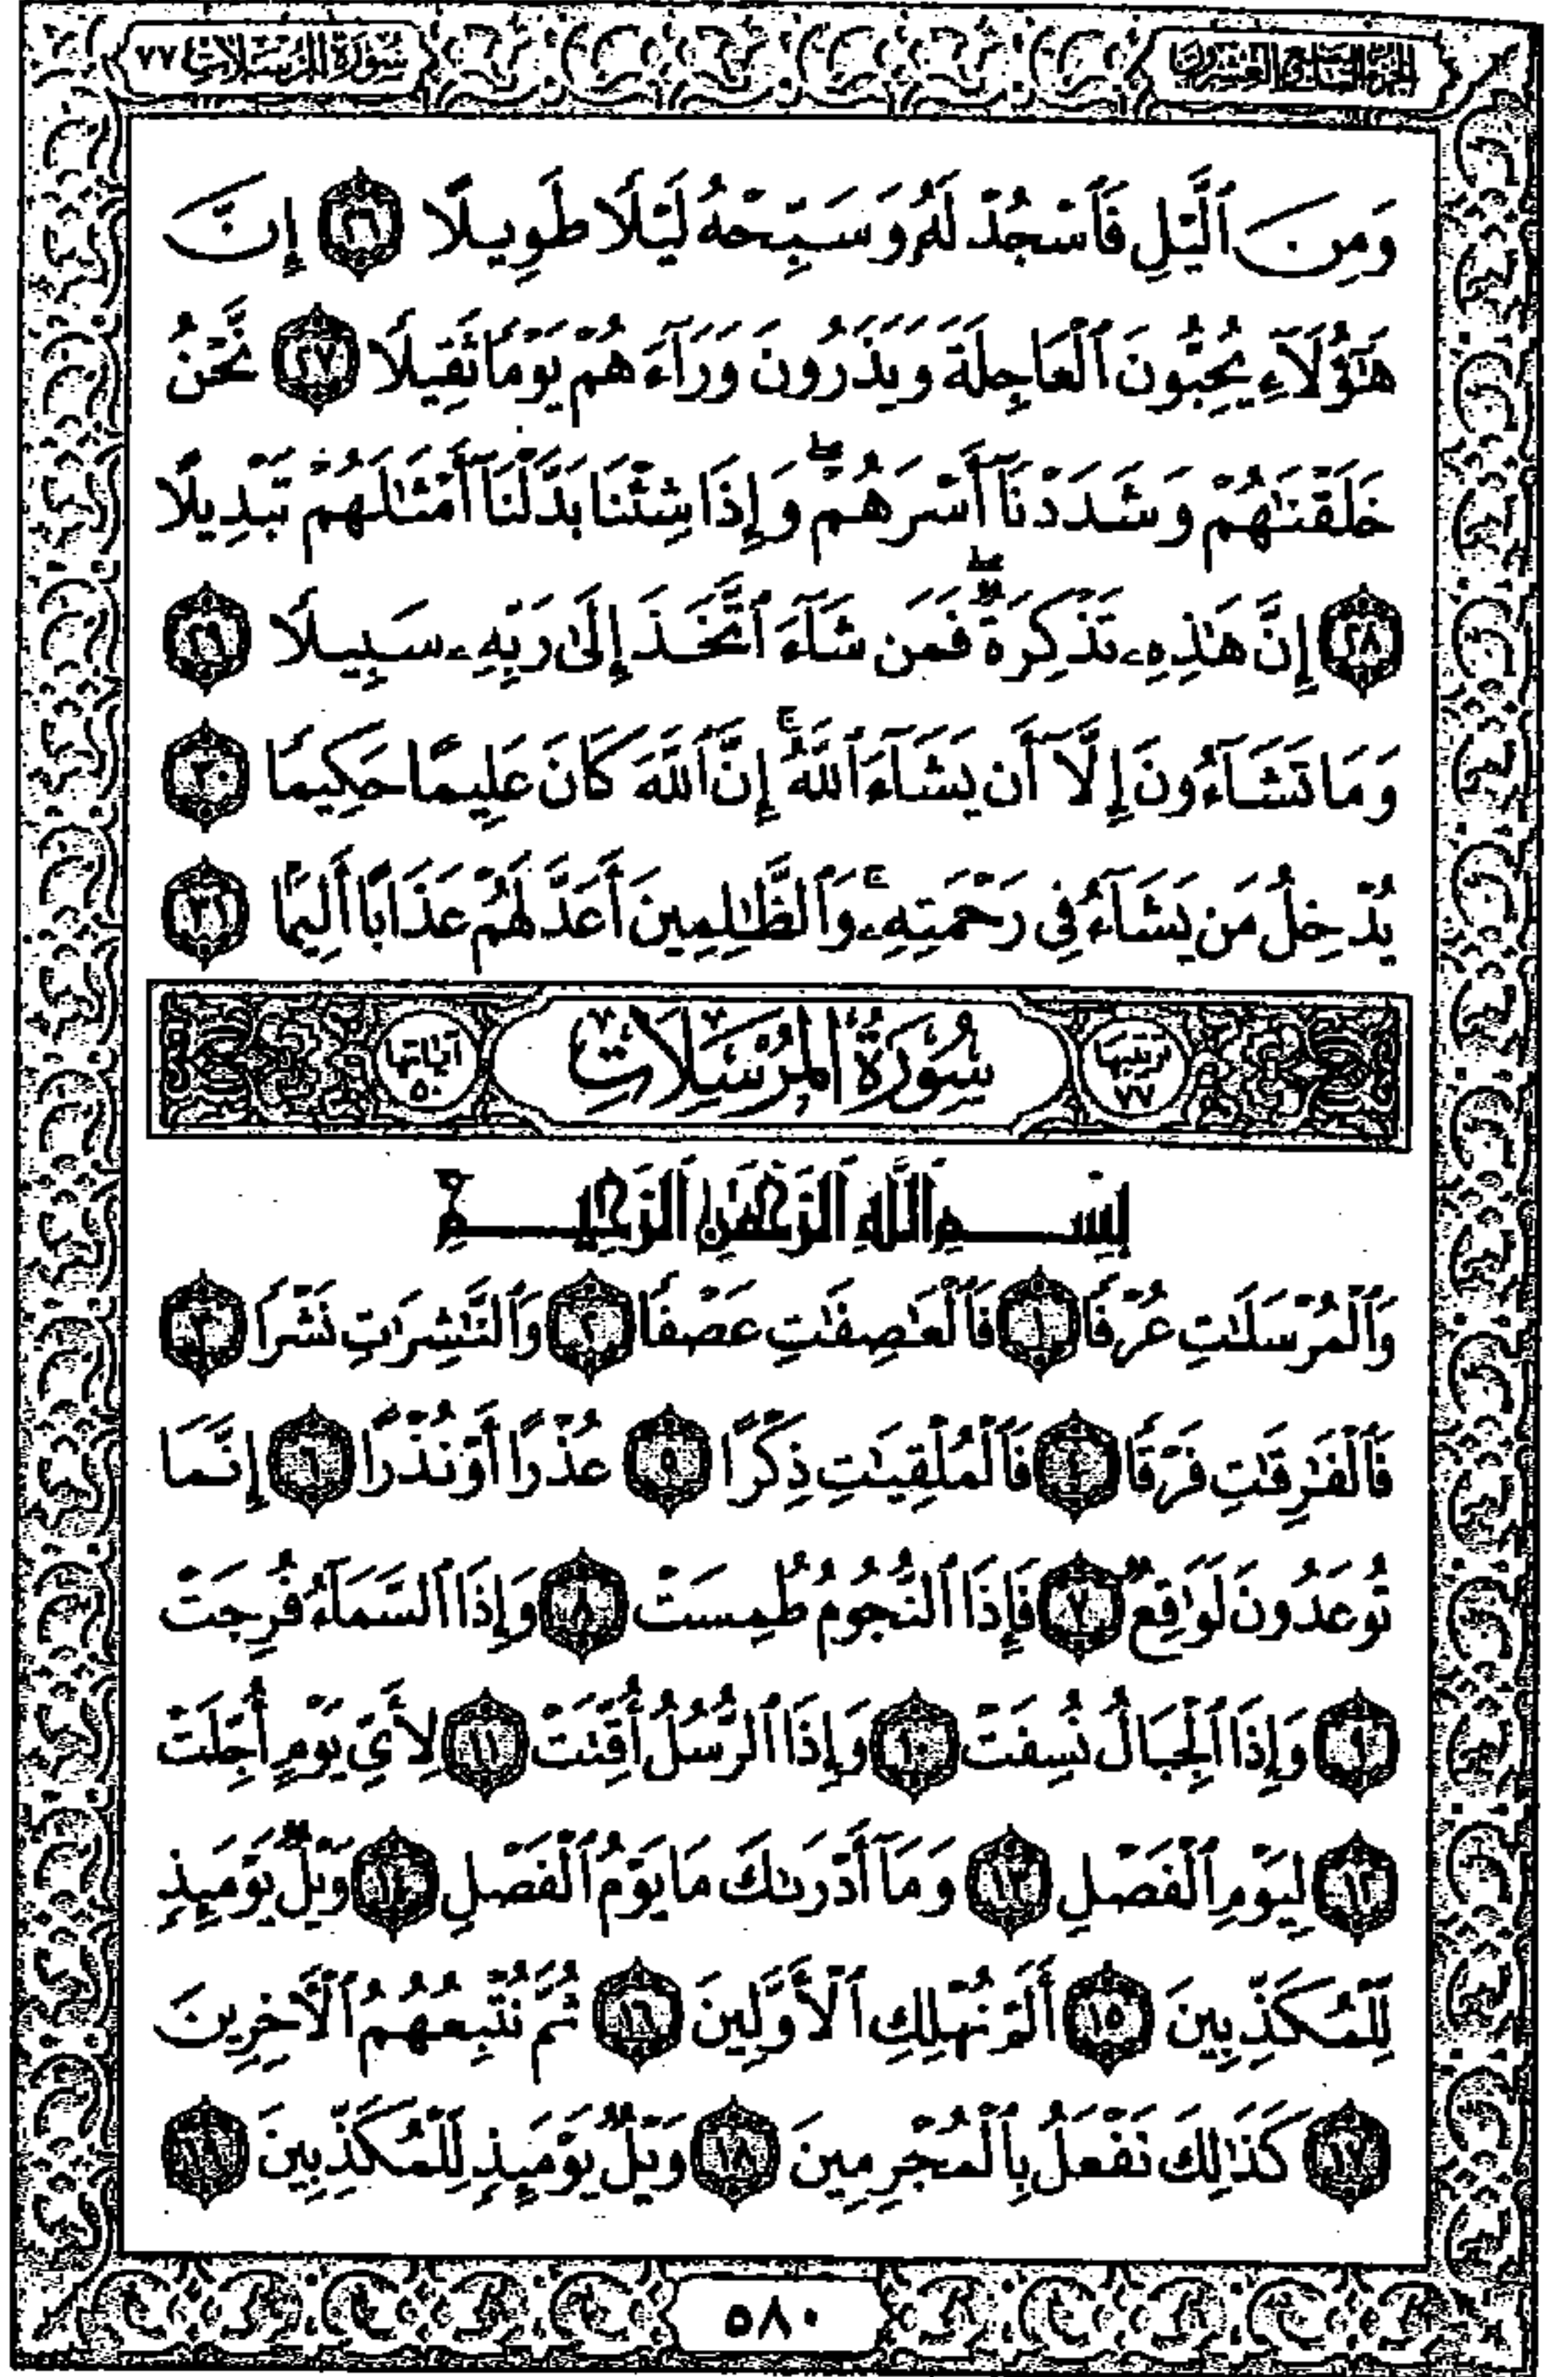 الجزء التاسع والعشرون
سورة المرسلات ٧٧
وَمِنَ ٱلَّيْلِ فَٱسْجُدْ لَهُۥ وَسَبِّحْهُ لَيْلًا طَوِيلًا ٢٦ إِنَّ
هَٰٓؤُلَآءِ يُحِبُّونَ ٱلْعَاجِلَةَ وَيَذَرُونَ وَرَآءَهُمْ يَوْمًا ثَقِيلًا ٢٧ نَّحْنُ
خَلَقْنَٰهُمْ وَشَدَدْنَآ أَسْرَهُمْ ۖ وَإِذَا شِئْنَا بَدَّلْنَآ أَمْثَٰلَهُمْ تَبْدِيلًا
٢٨ إِنَّ هَٰذِهِۦ تَذْكِرَةٌ ۖ فَمَن شَآءَ ٱتَّخَذَ إِلَىٰ رَبِّهِۦ سَبِيلًا ٢٩
وَمَا تَشَآءُونَ إِلَّآ أَن يَشَآءَ ٱللَّهُ ۚ إِنَّ ٱللَّهَ كَانَ عَلِيمًا حَكِيمًا ٣٠
يُدْخِلُ مَن يَشَآءُ فِى رَحْمَتِهِۦ ۚ وَٱلظَّٰلِمِينَ أَعَدَّ لَهُمْ عَذَابًا أَلِيمًۢا ٣١
ترتيبها ٧٧ سُورَةُ المُرْسَلَاتِ آياتها ٥٠
بِسْمِ ٱللَّهِ ٱلرَّحْمَٰنِ ٱلرَّحِيمِ
وَٱلْمُرْسَلَٰتِ عُرْفًا ١ فَٱلْعَٰصِفَٰتِ عَصْفًا ٢ وَٱلنَّٰشِرَٰتِ نَشْرًا ٣
فَٱلْفَٰرِقَٰتِ فَرْقًا ٤ فَٱلْمُلْقِيَٰتِ ذِكْرًا ٥ عُذْرًا أَوْ نُذْرًا ٦ إِنَّمَا
تُوعَدُونَ لَوَٰقِعٌ ٧ فَإِذَا ٱلنُّجُومُ طُمِسَتْ ٨ وَإِذَا ٱلسَّمَآءُ فُرِجَتْ
٩ وَإِذَا ٱلْجِبَالُ نُسِفَتْ ١٠ وَإِذَا ٱلرُّسُلُ أُقِّتَتْ ١١ لِأَىِّ يَوْمٍ أُجِّلَتْ
١٢ لِيَوْمِ ٱلْفَصْلِ ١٣ وَمَآ أَدْرَىٰكَ مَا يَوْمُ ٱلْفَصْلِ ١٤ وَيْلٌ يَوْمَئِذٍ
لِّلْمُكَذِّبِينَ ١٥ أَلَمْ نُهْلِكِ ٱلْأَوَّلِينَ ١٦ ثُمَّ نُتْبِعُهُمُ ٱلْءَاخِرِينَ
١٧ كَذَٰلِكَ نَفْعَلُ بِٱلْمُجْرِمِينَ ١٨ وَيْلٌ يَوْمَئِذٍ لِّلْمُكَذِّبِينَ ١٩
٥٨٠